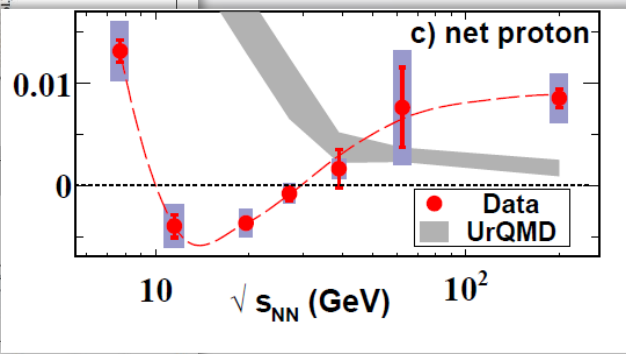 c) net proton
0.01
0
Data
UrQMD
10
√ sNN (GeV)
10²